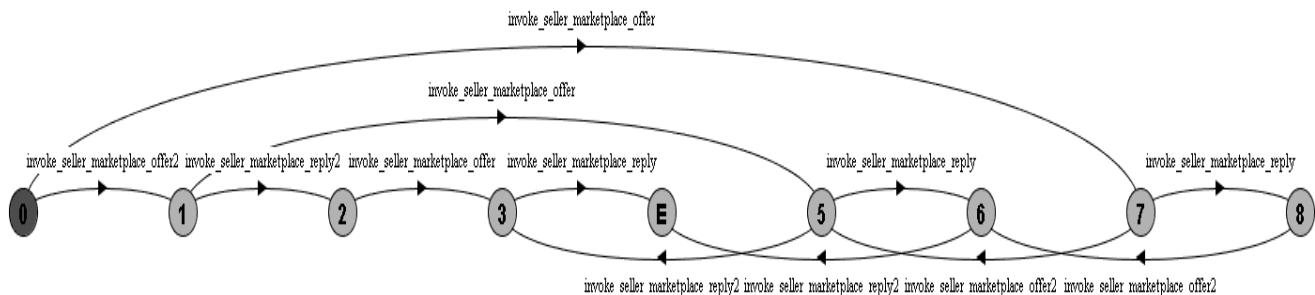 invoke_seller_marketplace_offer
invoke_seller_marketplace_offer
invoke_seller_marketplace_offer2 invoke_seller_marketplace_reply2 invoke_seller_marketplace_offer invoke_seller_marketplace_reply invoke_seller_marketplace_reply invoke_seller_marketplace_reply
0 1 2 3 E 5 6 7 8
invoke_seller_marketplace_reply2 invoke_seller_marketplace_reply2 invoke_seller_marketplace_offer2 invoke_seller_marketplace_offer2